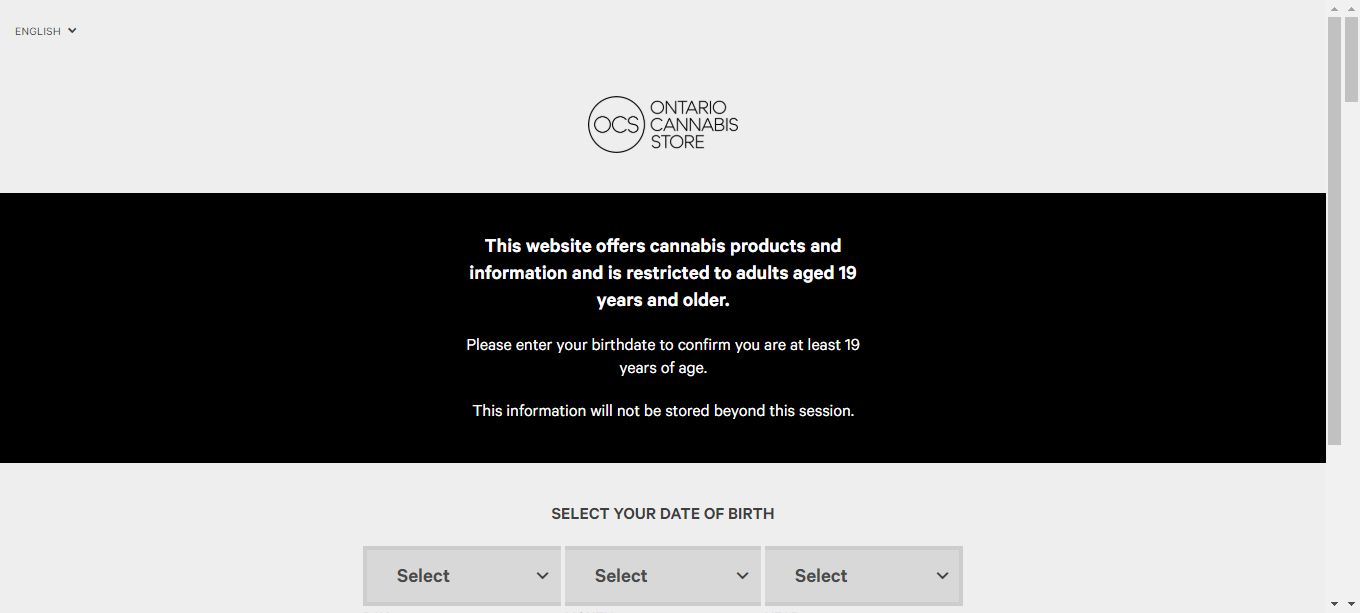 ENGLISH
OCS
ONTARIO
CANNABIS
STORE
This website offers cannabis products and
information and is restricted to adults aged 19
years and older.
Please enter your birthdate to confirm you are at least 19
years of age.
This information will not be stored beyond this session.
SELECT YOUR DATE OF BIRTH
Select Select Select